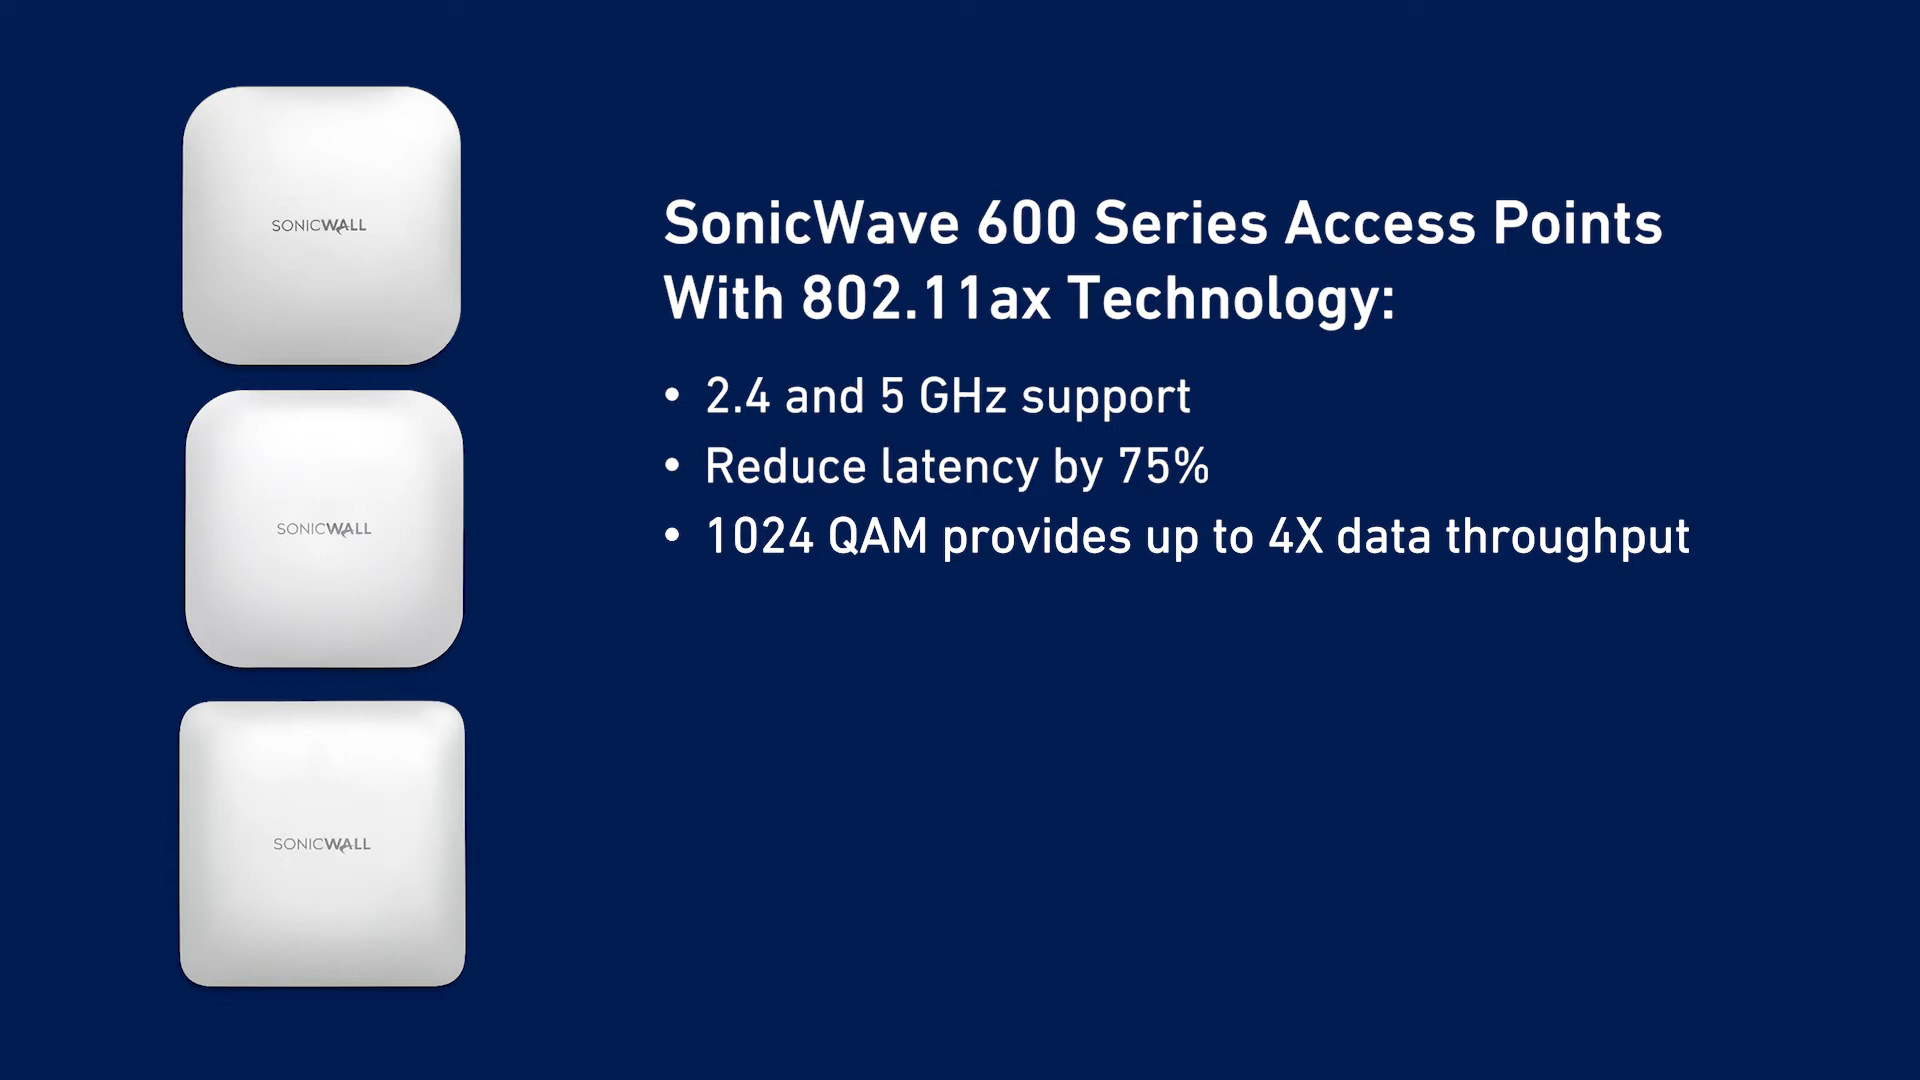 SONICWALL
SONICWALL
SONICWALL
SonicWave 600 Series Access Points
With 802.11ax Technology:
• 2.4 and 5 GHz support
• Reduce latency by 75%
• 1024 QAM provides up to 4X data throughput